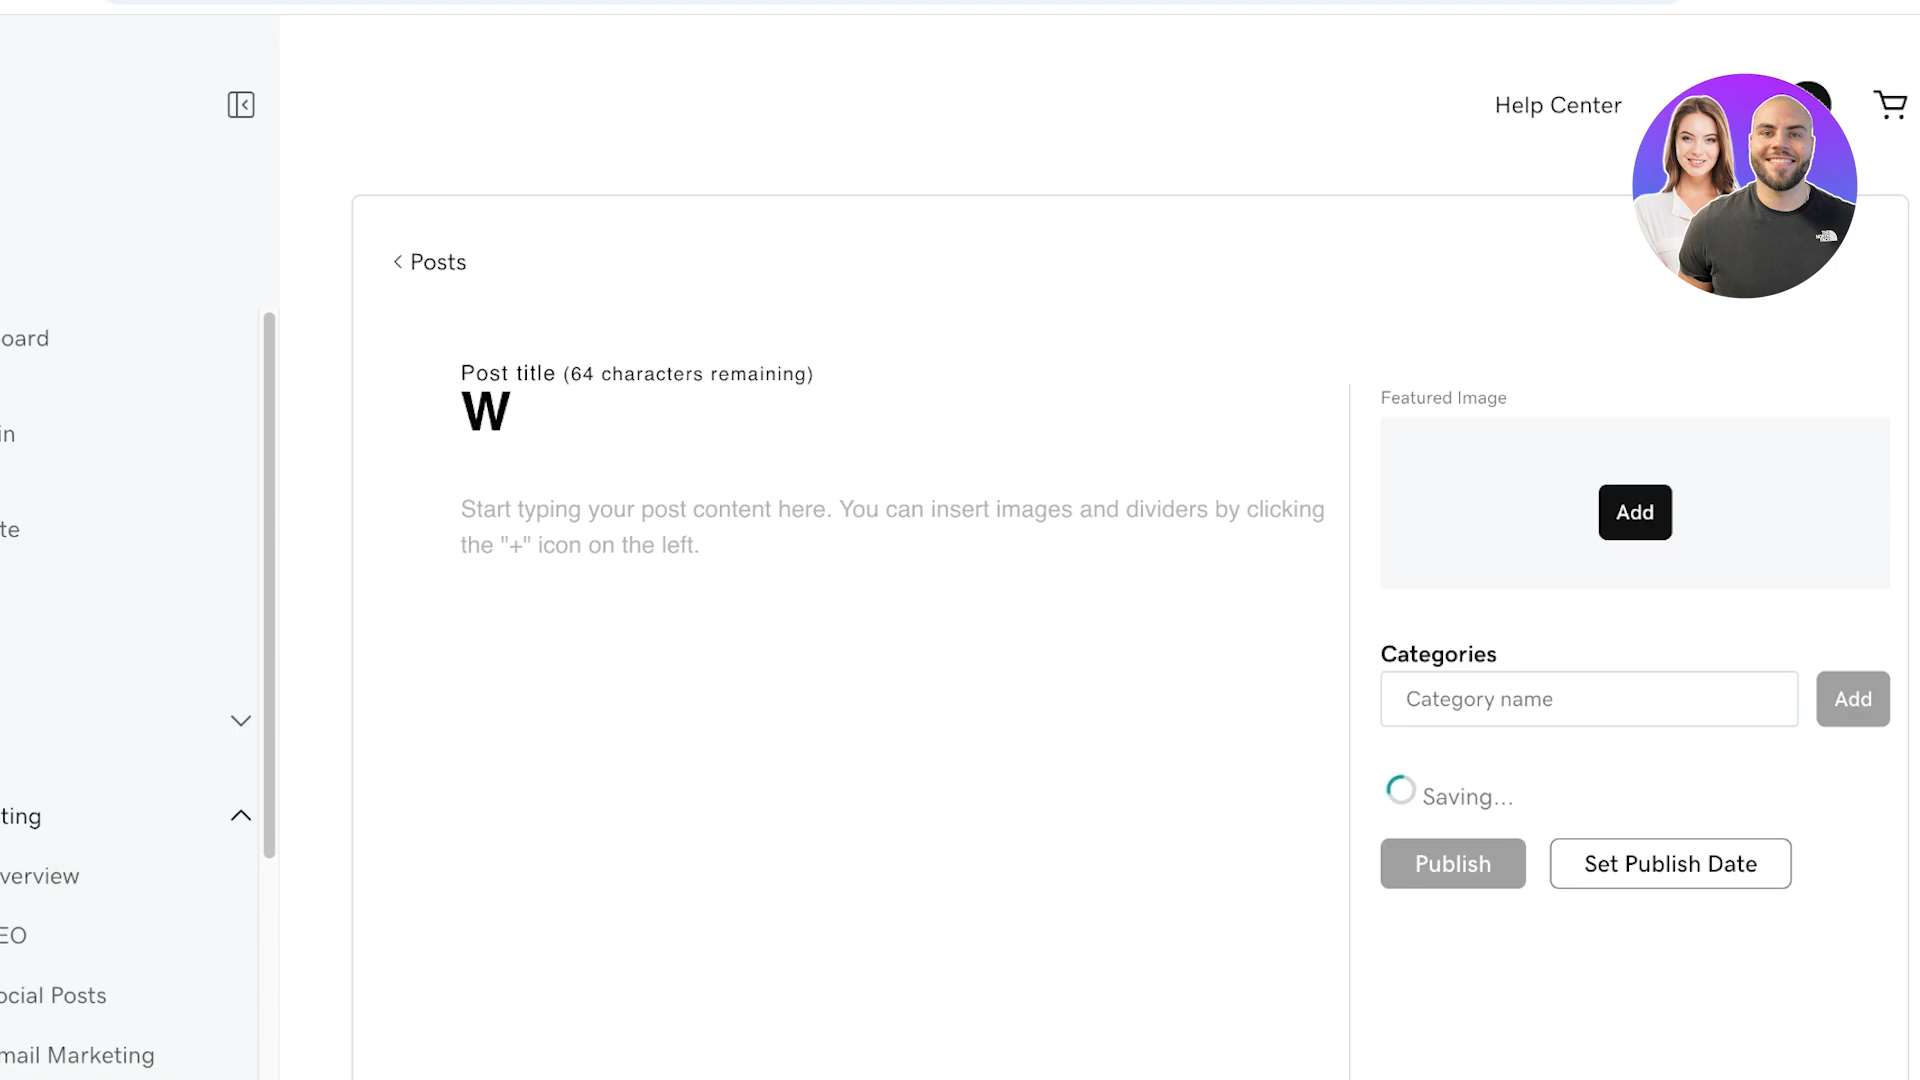 Help Center
Posts
oard
Post title (64 characters remaining)
W
Featured Image
in
Start typing your post content here. You can insert images and dividers by clicking
the "+" icon on the left.
Add
te
Categories
Category name
Add
Saving...
ting
Publish
Set Publish Date
verview
EO
ocial Posts
mail Marketing